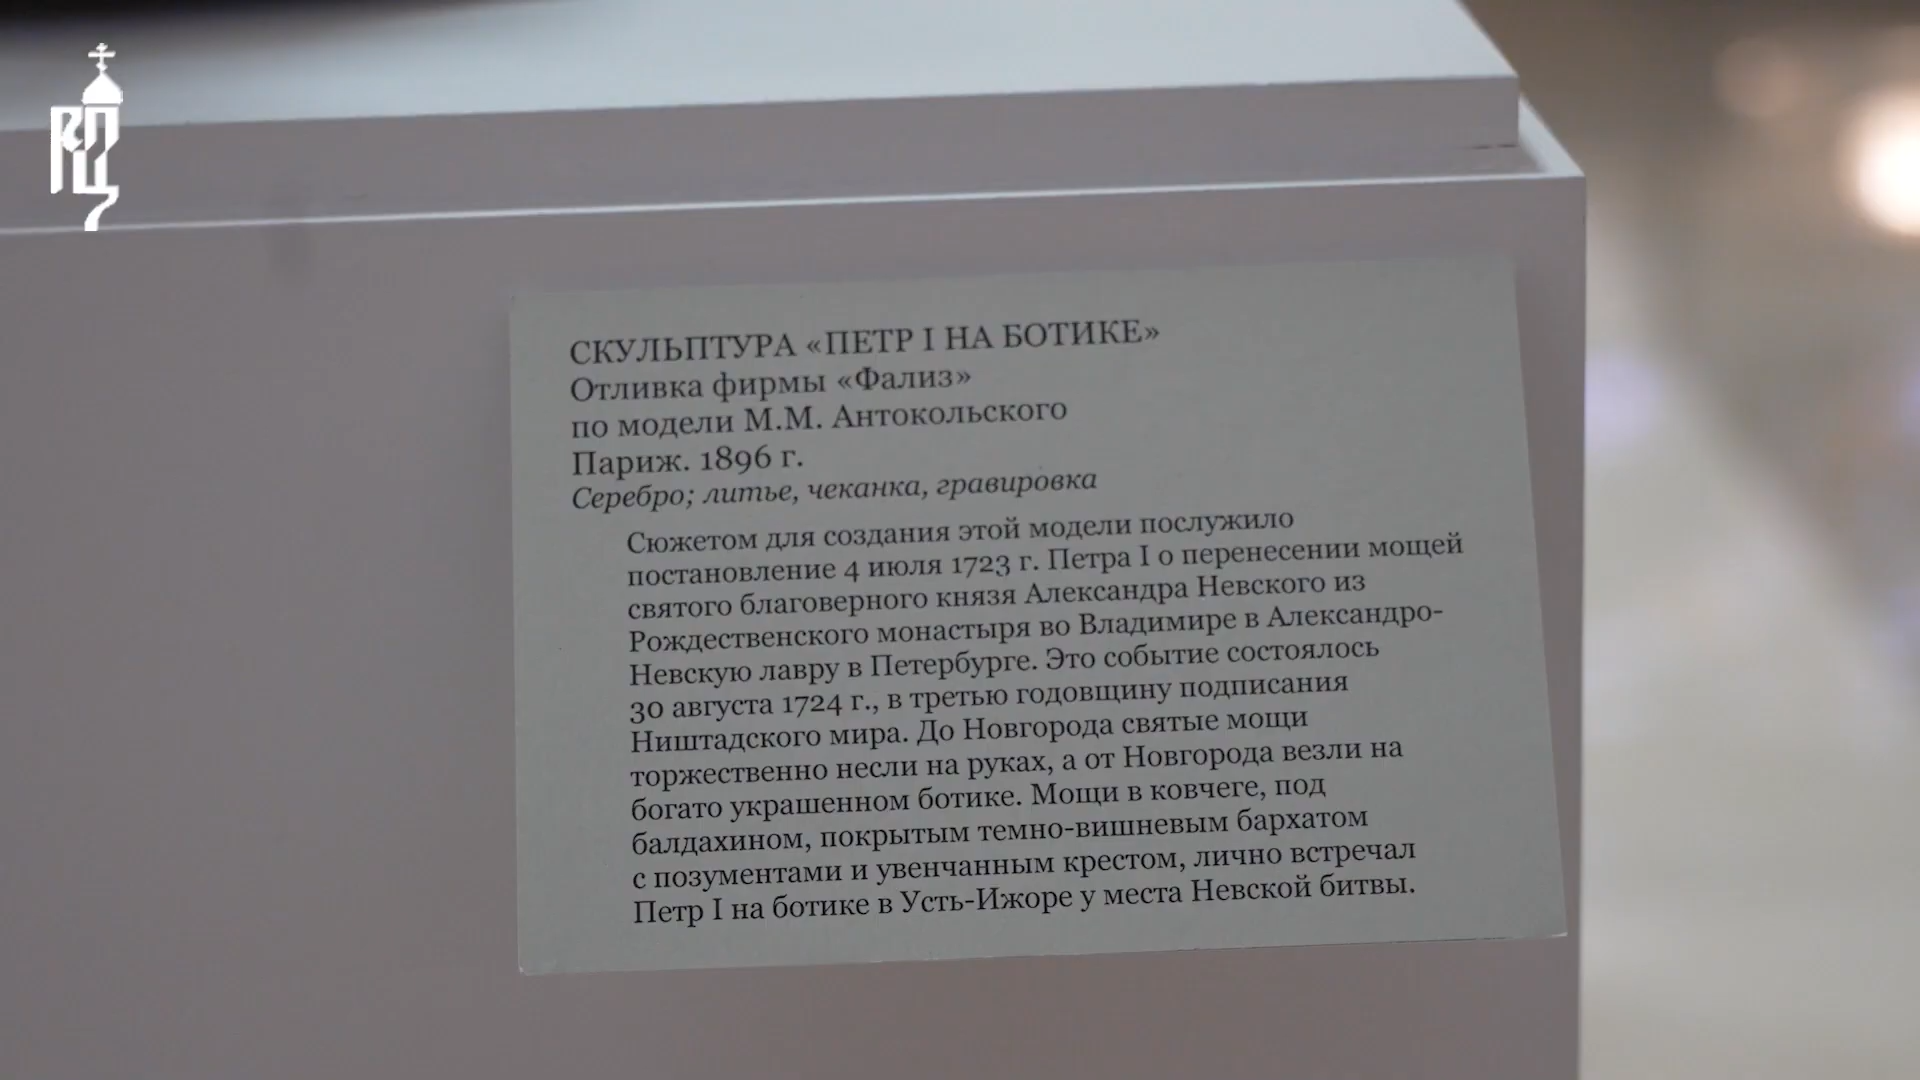 РПЦ
СКУЛЬПТУРА «ПЕТР I НА БОТИКЕ»
Отливка фирмы «Фализ»
по модели М.М. Антокольского
Париж. 1896 г.
Серебро; литье, чеканка, гравировка
Сюжетом для создания этой модели послужило
постановление 4 июля 1723 г. Петра I о перенесении мощей
святого благоверного князя Александра Невского из
Рождественского монастыря во Владимире в Александро-
Невскую лавру в Петербурге. Это событие состоялось
30 августа 1724 г., в третью годовщину подписания
Ништадского мира. До Новгорода святые мощи
торжественно несли на руках, а от Новгорода везли на
богато украшенном ботике. Мощи в ковчеге, под
балдахином, покрытым темно-вишневым бархатом
с позументами и увенчанным крестом, лично встречал
Петр I на ботике в Усть-Ижоре у места Невской битвы.